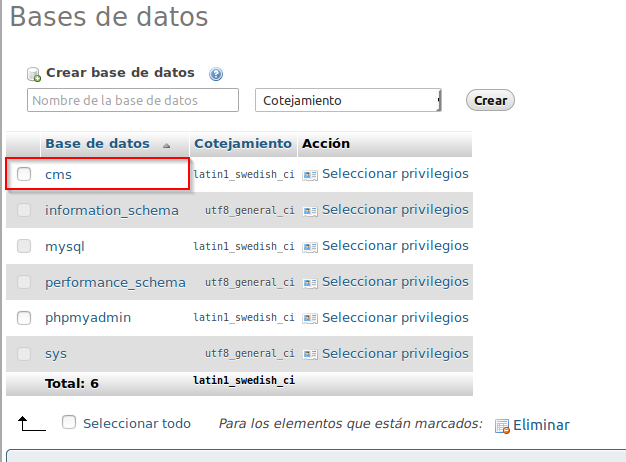 Bases de datos
Crear base de datos
Nombre de la base de datos Cotejamiento Crear
Base de datos Cotejamiento Acción
cms latin1_swedish_ci Seleccionar privilegios
information_schema utf8_general_ci Seleccionar privilegios
mysql latin1_swedish_ci Seleccionar privilegios
performance_schema utf8_general_ci Seleccionar privilegios
phpmyadmin latin1_swedish_ci Seleccionar privilegios
sys utf8_general_ci Seleccionar privilegios
Total: 6 latin1_swedish_ci
Seleccionar todo Para los elementos que están marcados: Eliminar